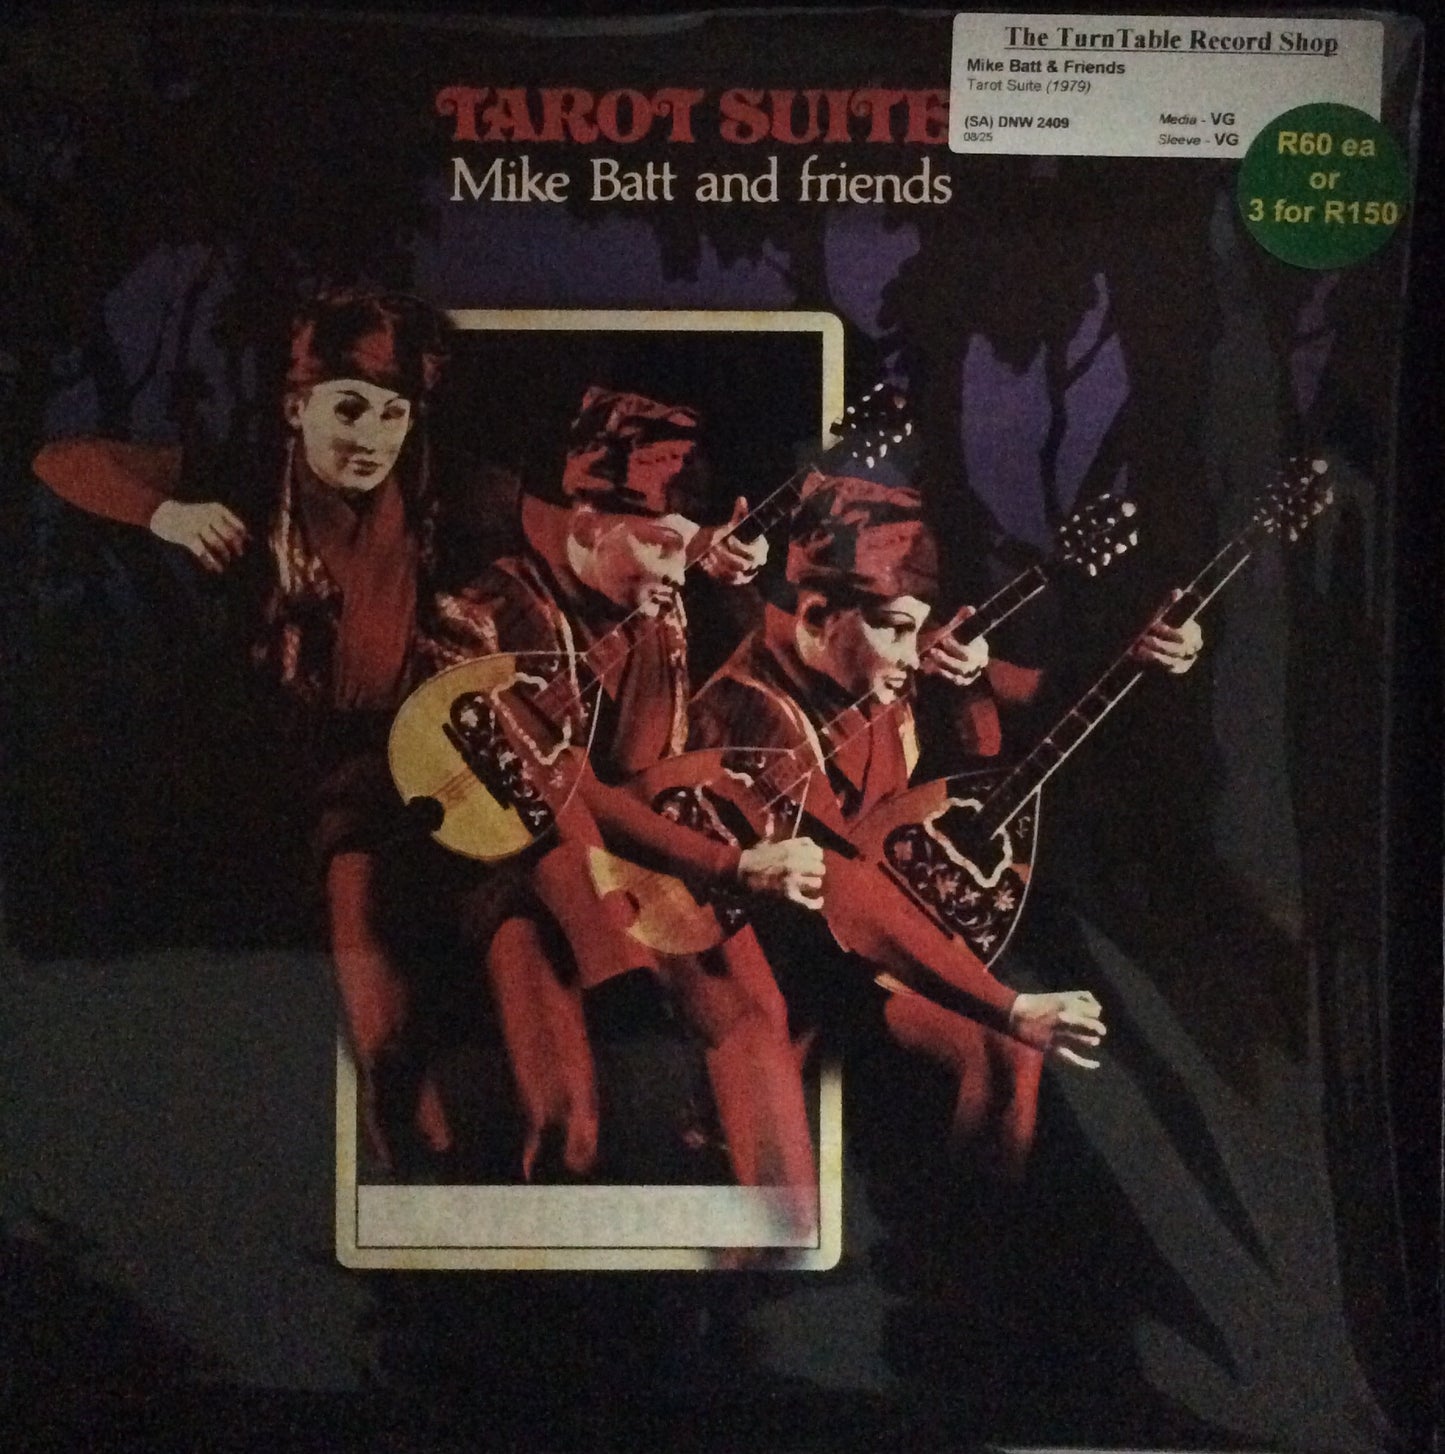 The TurnTable Record Shop
Mike Batt & Friends
Tarot Suite (1979)
(SA) DNW 2409
Media - VG
08/25
Sleeve - VG
R60 ea
or
3 for R150
TAROT SUITE
Mike Batt and friends